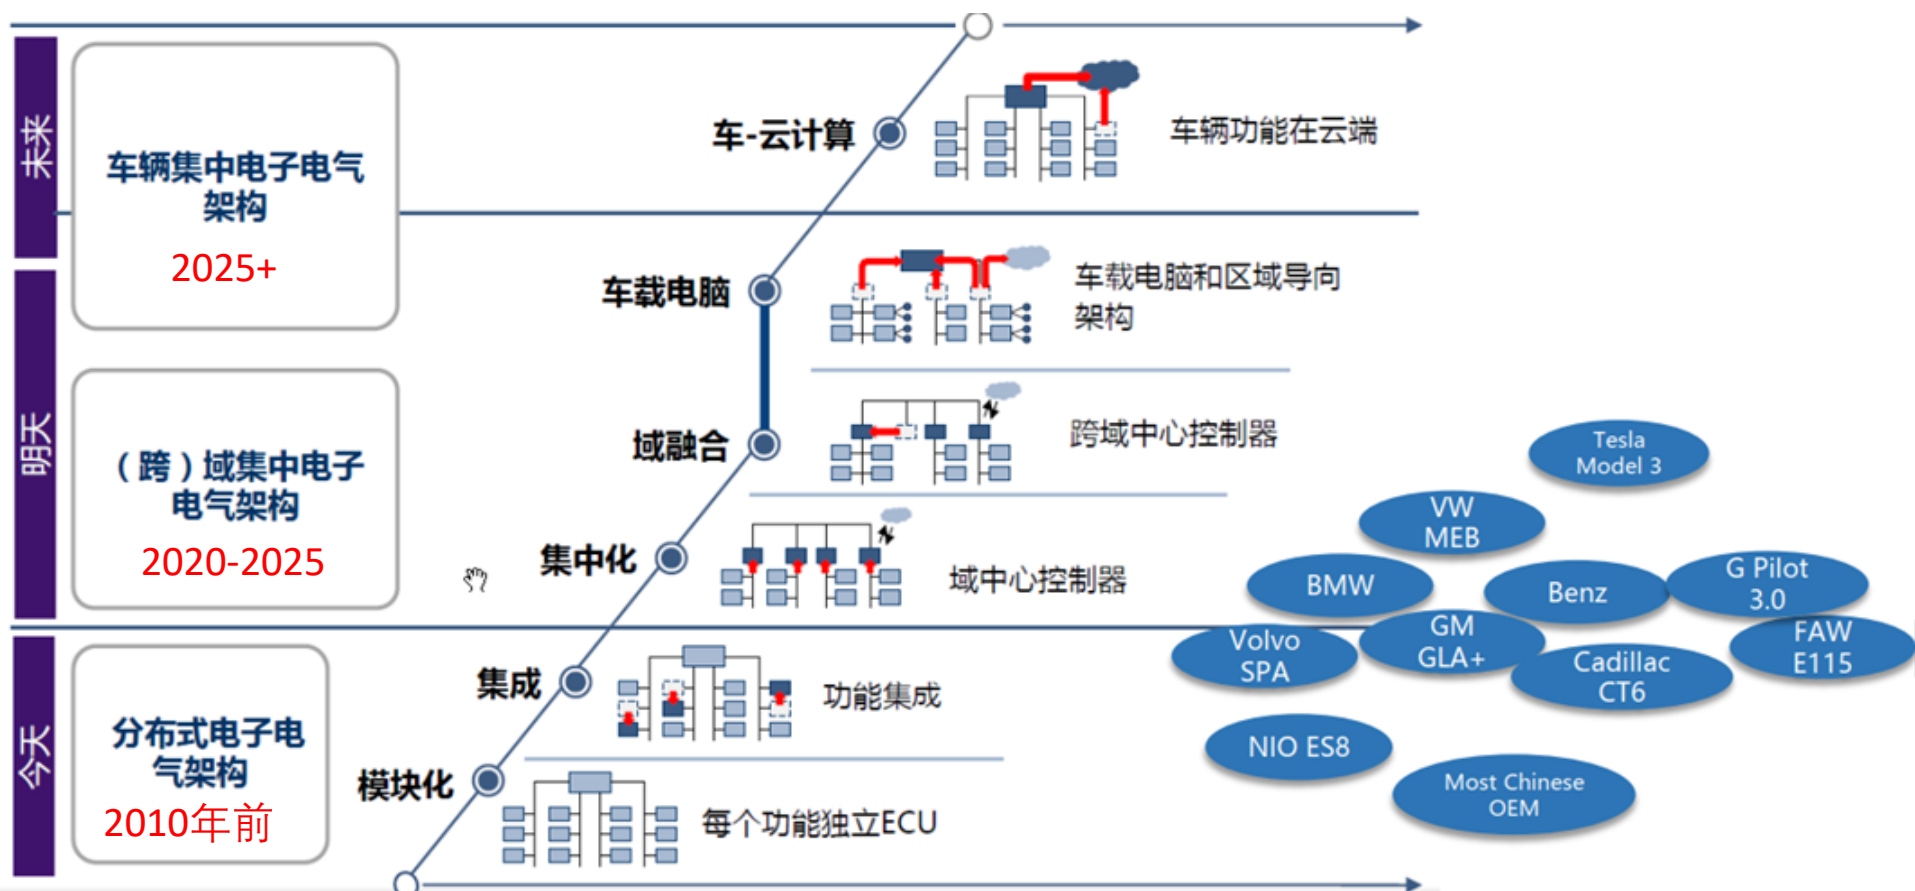 未来
车辆集中电子电气
架构
2025+
车-云计算
车辆功能在云端
明天
车载电脑
车载电脑和区域导向
架构
（跨）域集中电子
电气架构
2020-2025
域融合
跨域中心控制器
集中化
域中心控制器
今天
分布式电子电
气架构
2010年前
集成
功能集成
模块化
每个功能独立ECU
Tesla
Model 3
VW
MEB
BMW
Benz
G Pilot
3.0
Volvo
SPA
GM
GLA+
Cadillac
CT6
FAW
E115
NIO ES8
Most Chinese
OEM